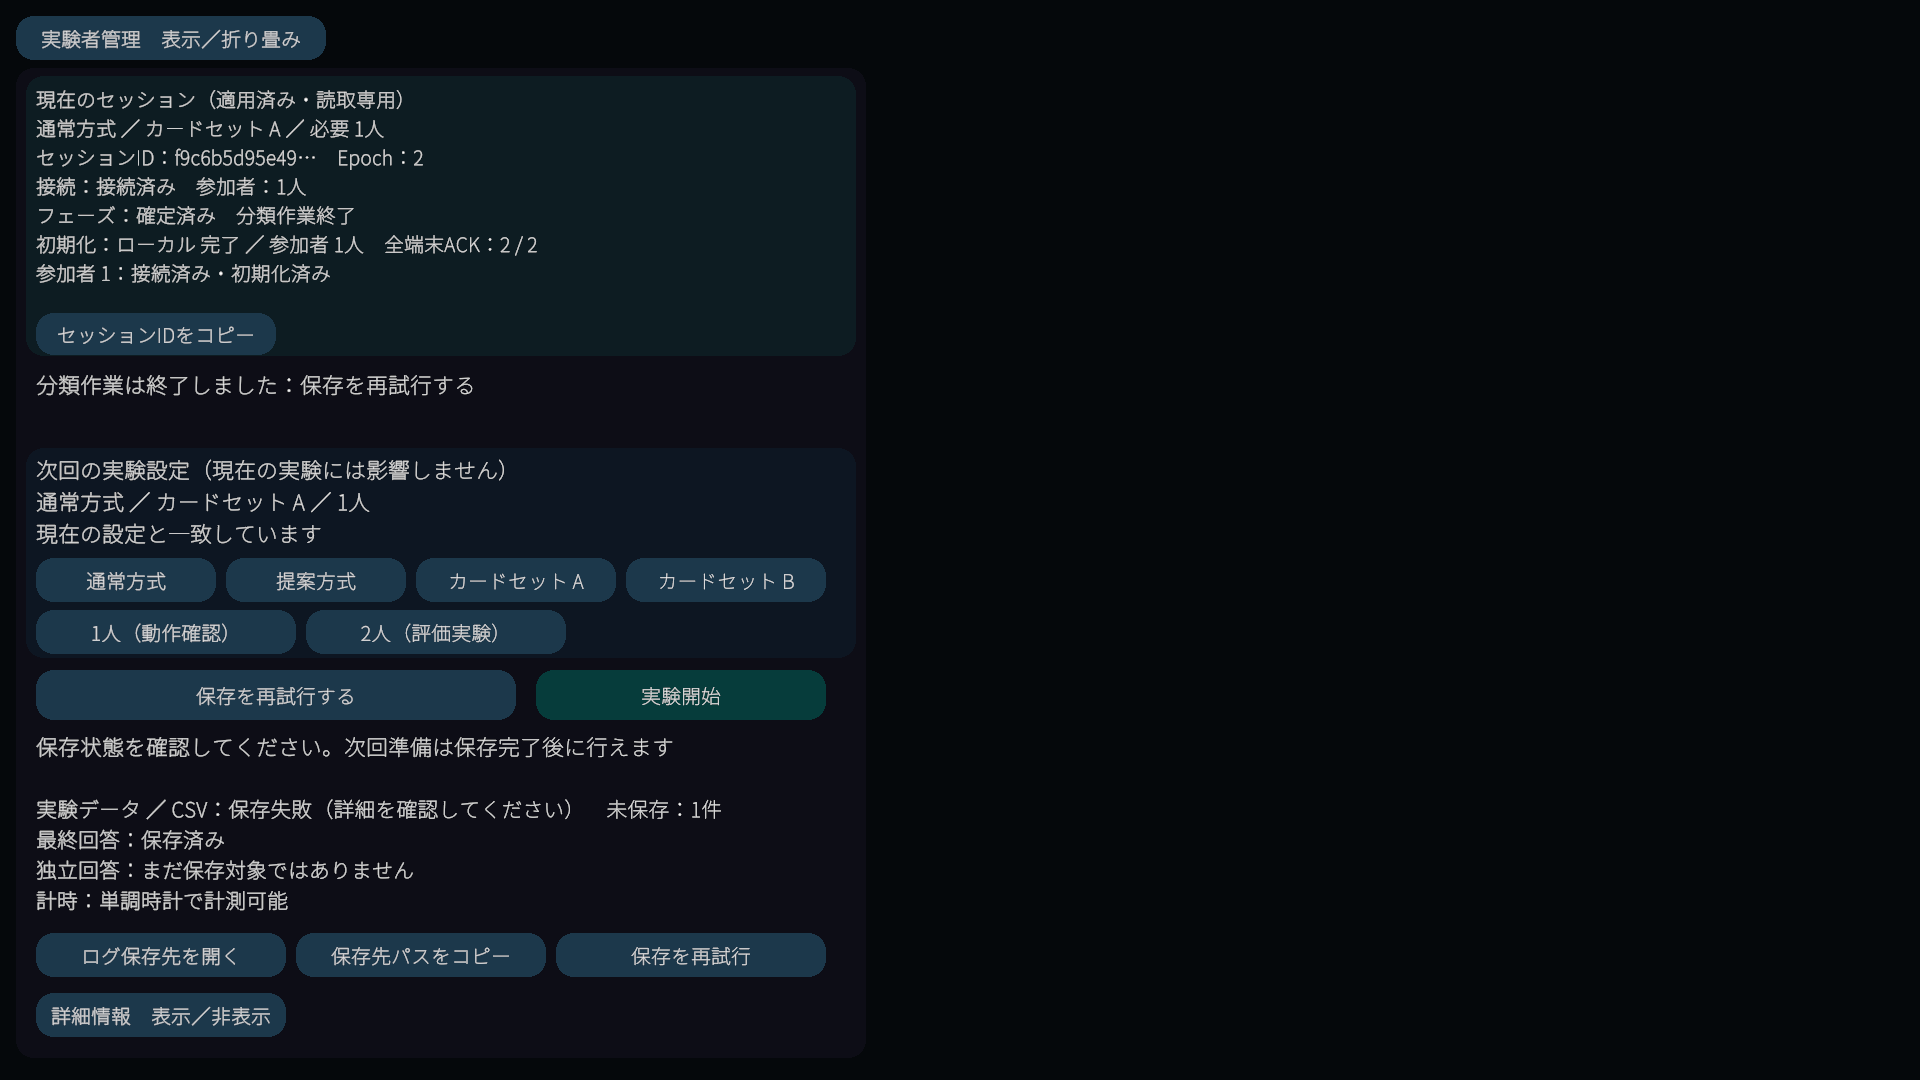 実験者管理　表示／折り畳み
現在のセッション（適用済み・読取専用）
通常方式 ／ カードセット A ／ 必要 1人
セッションID：f9c6b5d95e49…　Epoch：2
接続：接続済み　参加者：1人
フェーズ：確定済み　分類作業終了
初期化：ローカル 完了 ／ 参加者 1人　全端末ACK：2 / 2
参加者 1：接続済み・初期化済み
セッションIDをコピー
分類作業は終了しました：保存を再試行する
次回の実験設定（現在の実験には影響しません）
通常方式 ／ カードセット A ／ 1人
現在の設定と一致しています
通常方式　提案方式　カードセット A　カードセット B
1人（動作確認）　2人（評価実験）
保存を再試行する　実験開始
保存状態を確認してください。次回準備は保存完了後に行えます
実験データ ／ CSV：保存失敗（詳細を確認してください）　未保存：1件
最終回答：保存済み
独立回答：まだ保存対象ではありません
計時：単調時計で計測可能
ログ保存先を開く　保存先パスをコピー　保存を再試行
詳細情報　表示／非表示